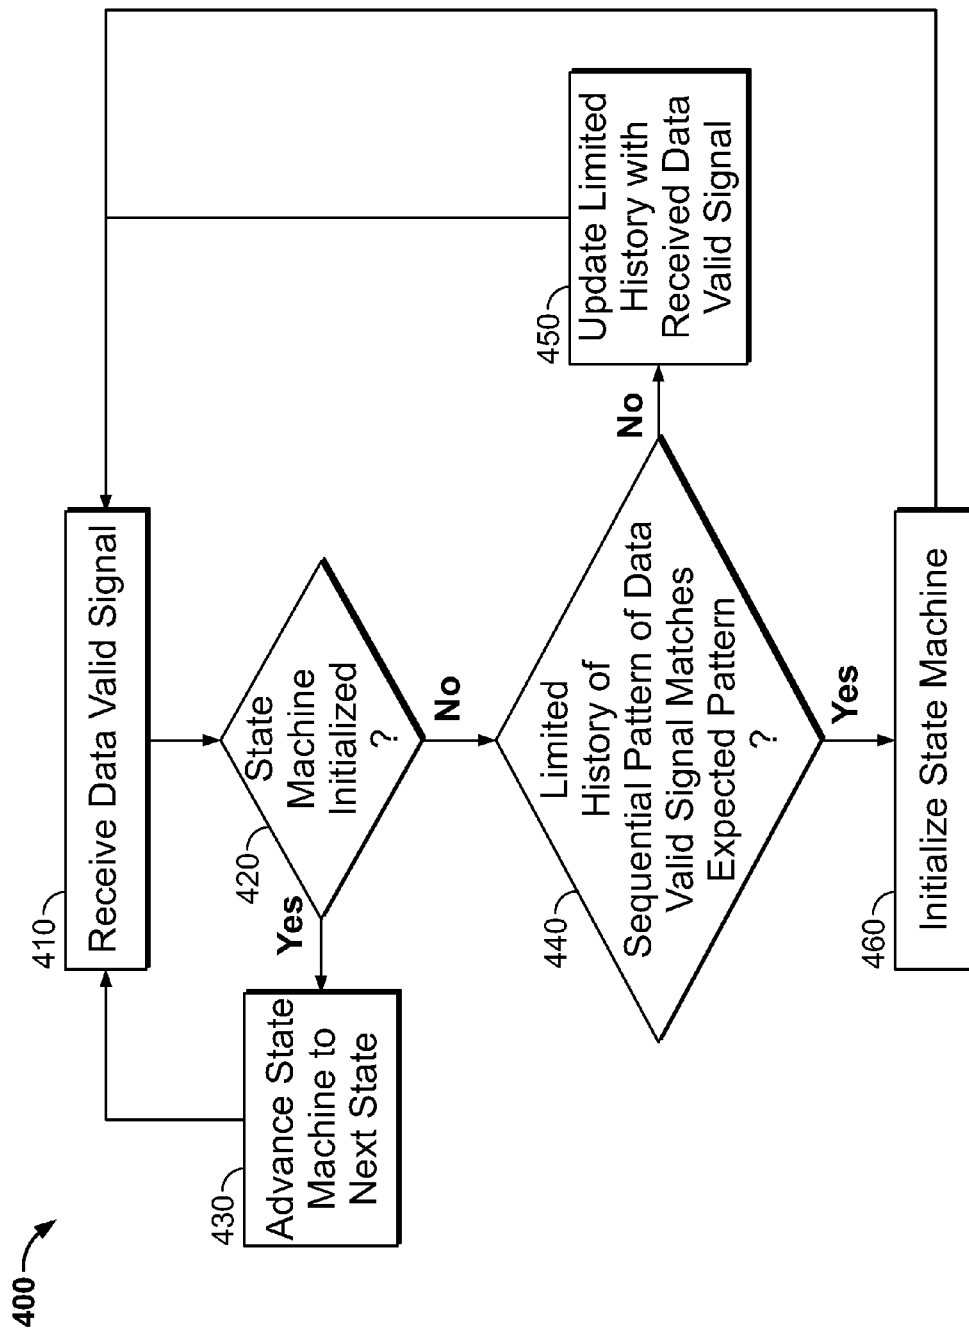 400
410
Receive Data Valid Signal
420
State
Machine
Initialized
?
Yes
No
430
Advance State
Machine to
Next State
440
Limited
History of
Sequential Pattern of Data
Valid Signal Matches
Expected Pattern
?
No
Yes
450
Update Limited
History with
Received Data
Valid Signal
460
Initialize State Machine